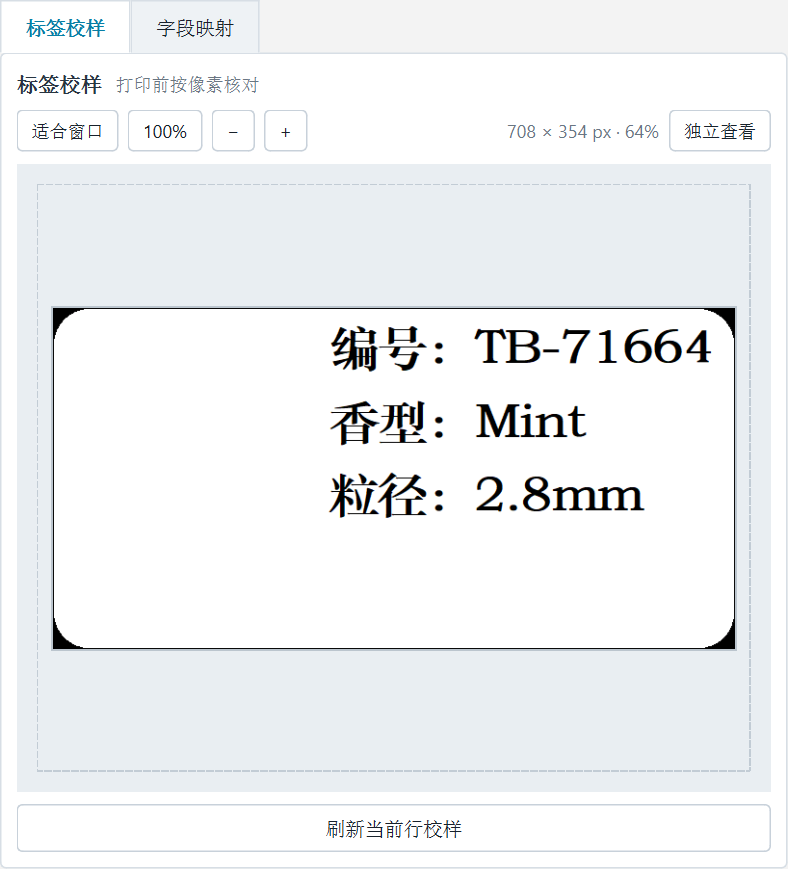 标签校样 字段映射
标签校样 打印前按像素核对
适合窗口 100% − + 708 × 354 px · 64% 独立查看
编号：TB-71664
香型：Mint
粒径：2.8mm
刷新当前行校样